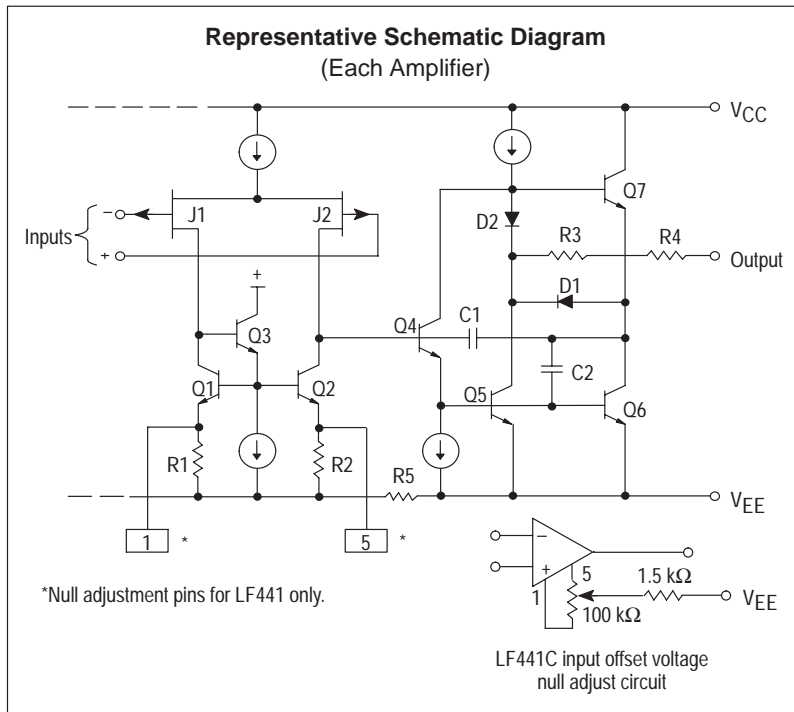 Representative Schematic Diagram
(Each Amplifier)
VCC
Q7
J1
J2
D2
Inputs
−
+
R3
R4
Output
+
Q3
Q4
C1
D1
C2
Q1
Q2
Q5
Q6
R1
R2
R5
VEE
1
*
5
*
*Null adjustment pins for LF441 only.
−
+
1
5
1.5 kΩ
100 kΩ
VEE
LF441C input offset voltage
null adjust circuit